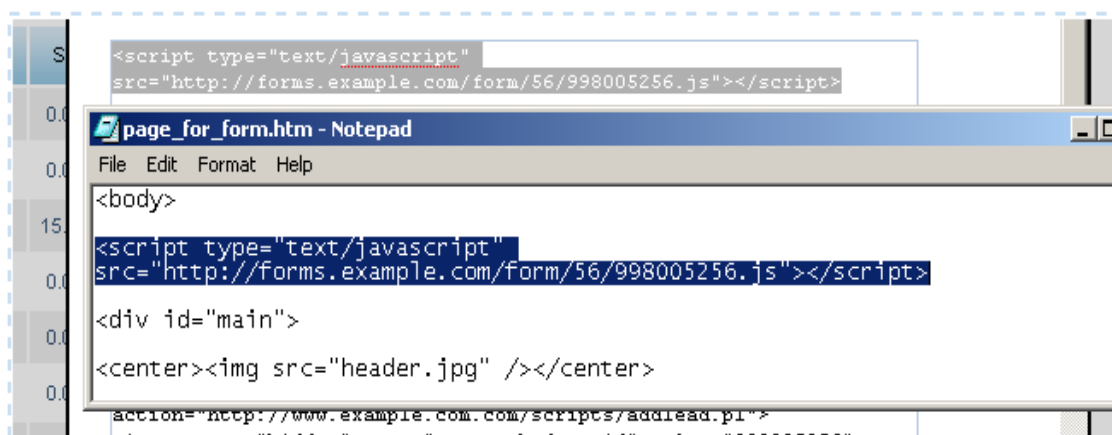 S
<script type="text/javascript"
src="http://forms.example.com/form/56/998005256.js"></script>
0.0
page_for_form.htm - Notepad
File Edit Format Help
0.0
<body>
15.
<script type="text/javascript"
src="http://forms.example.com/form/56/998005256.js"></script>
0.0
<div id="main">
0.0
<center><img src="header.jpg" /></center>
0.0
action="http://www.example.com.com/scripts/addlead.pl">